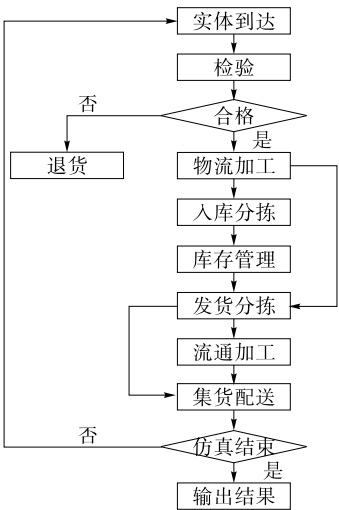 实体到达
检验
否
合格
是
退货
物流加工
入库分拣
库存管理
发货分拣
流通加工
集货配送
否
仿真结束
是
输出结果